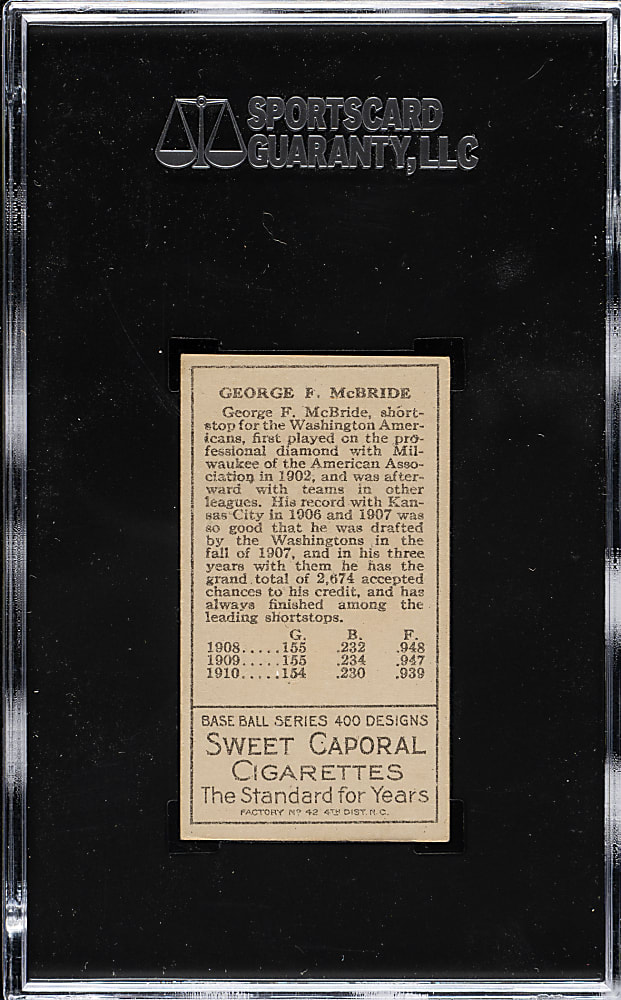 SPORTSCARD
GUARANTY, LLC
GEORGE F. McBRIDE
George F. McBride, short-
stop for the Washington Amer-
icans, first played on the pro-
fessional diamond with Mil-
waukee of the American Asso-
ciation in 1902, and was after-
ward with teams in other
leagues. His record with Kan-
sas City in 1906 and 1907 was
so good that he was drafted
by the Washingtons in the
fall of 1907, and in his three
years with them he has the
grand total of 2,674 accepted
chances to his credit, and has
always finished among the
leading shortstops.
G. B. F.
1908.....155 .232 .948
1909.....155 .234 .947
1910.....154 .230 .939
BASE BALL SERIES 400 DESIGNS
SWEET CAPORAL
CIGARETTES
The Standard for Years
FACTORY Nº 42 4TH DIST. N.C.